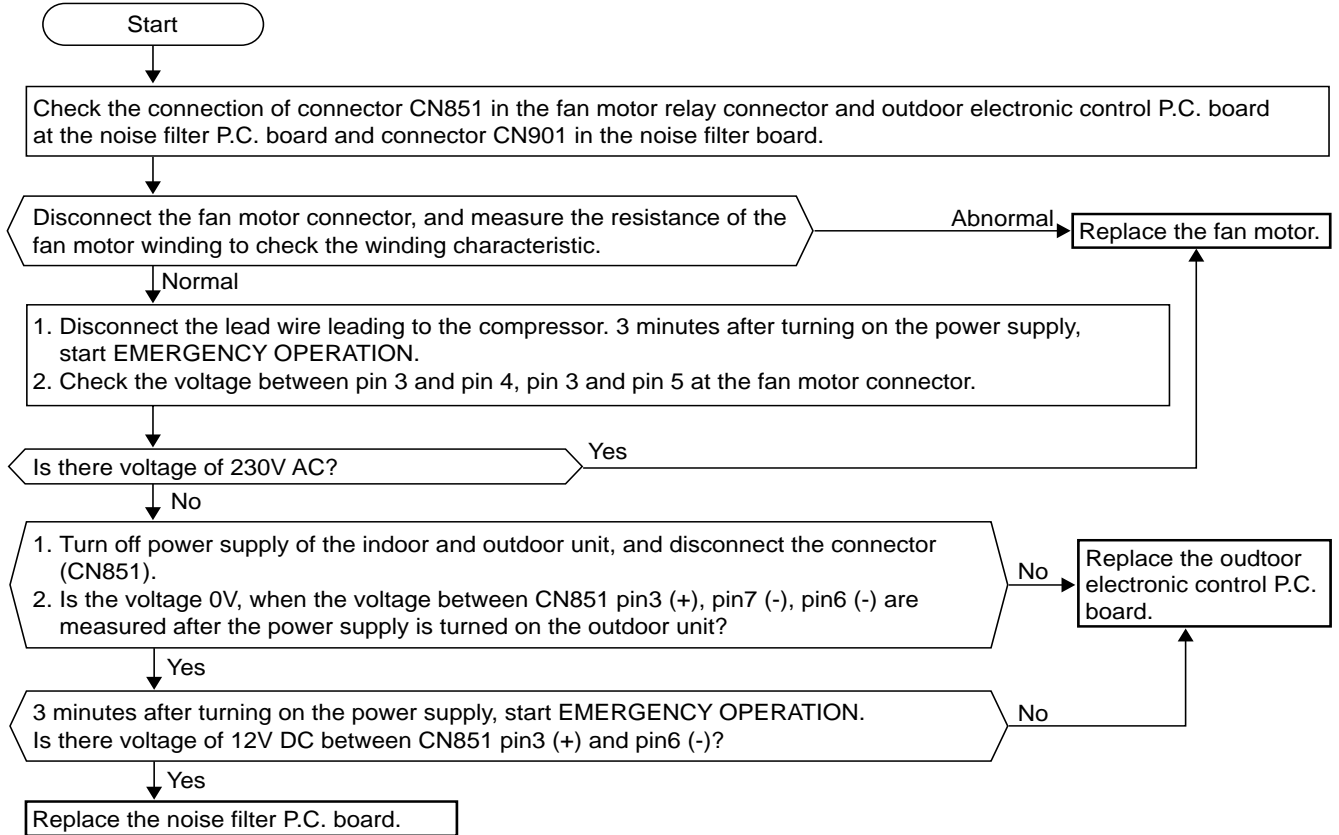 Start
Check the connection of connector CN851 in the fan motor relay connector and outdoor electronic control P.C. board
at the noise filter P.C. board and connector CN901 in the noise filter board.
Disconnect the fan motor connector, and measure the resistance of the
fan motor winding to check the winding characteristic.
Abnormal
Replace the fan motor.
Normal
1. Disconnect the lead wire leading to the compressor. 3 minutes after turning on the power supply,
start EMERGENCY OPERATION.
2. Check the voltage between pin 3 and pin 4, pin 3 and pin 5 at the fan motor connector.
Is there voltage of 230V AC?
Yes
No
1. Turn off power supply of the indoor and outdoor unit, and disconnect the connector
(CN851).
2. Is the voltage 0V, when the voltage between CN851 pin3 (+), pin7 (-), pin6 (-) are
measured after the power supply is turned on the outdoor unit?
No
Replace the oudtoor
electronic control P.C.
board.
Yes
3 minutes after turning on the power supply, start EMERGENCY OPERATION.
Is there voltage of 12V DC between CN851 pin3 (+) and pin6 (-)?
No
Yes
Replace the noise filter P.C. board.